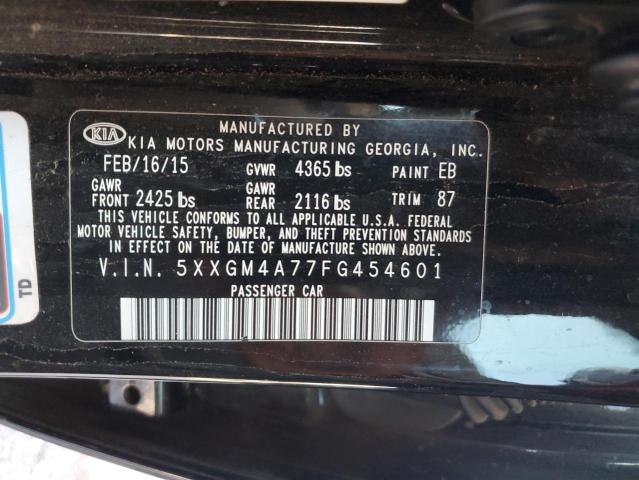 KIA MANUFACTURED BY
KIA MOTORS MANUFACTURING GEORGIA, INC.
FEB/16/15 GVWR 4365 lbs PAINT EB
GAWR FRONT 2425 lbs GAWR REAR 2116 lbs TRIM 87
THIS VEHICLE CONFORMS TO ALL APPLICABLE U.S.A. FEDERAL
MOTOR VEHICLE SAFETY, BUMPER, AND THEFT PREVENTION STANDARDS
IN EFFECT ON THE DATE OF MANUFACTURE SHOWN ABOVE.
V.I.N. 5XXGM4A77FG454601
PASSENGER CAR
TD